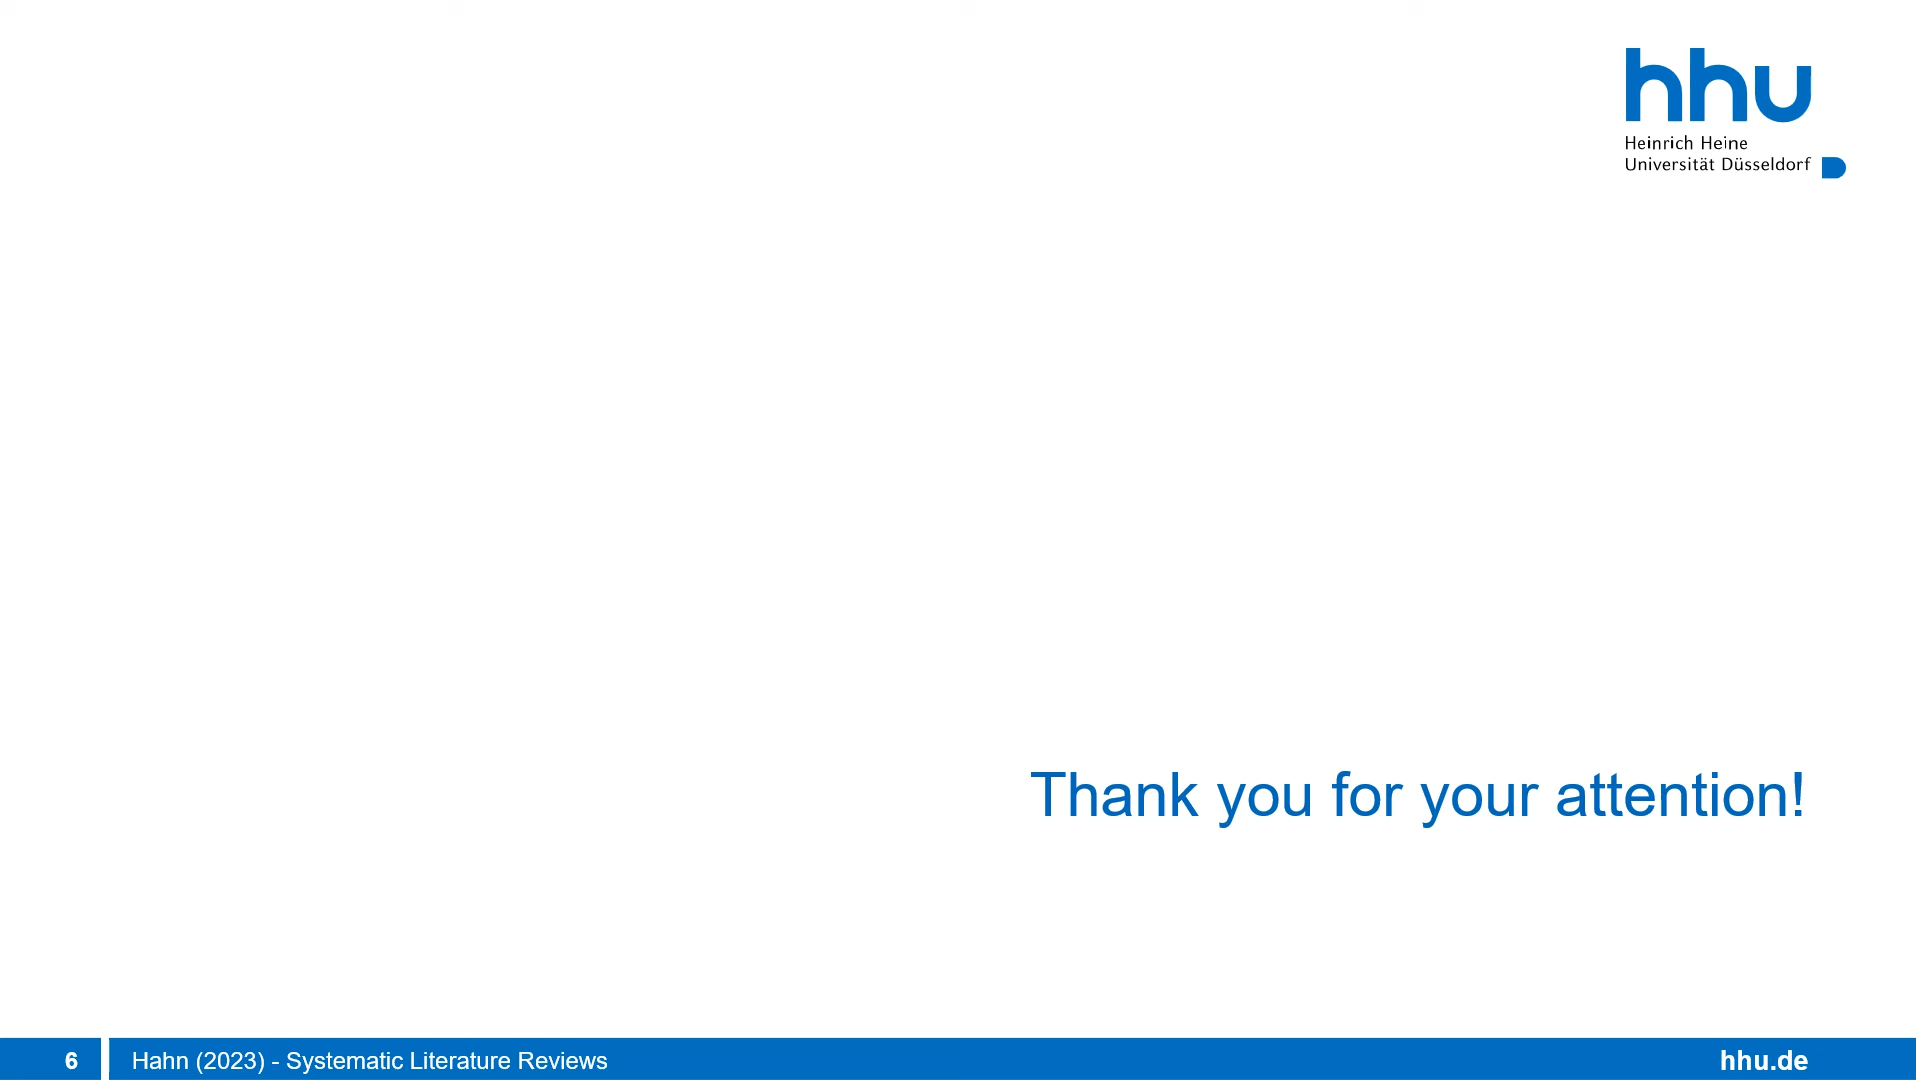 hhu
Heinrich Heine
Universität Düsseldorf
Thank you for your attention!
6 Hahn (2023) - Systematic Literature Reviews hhu.de